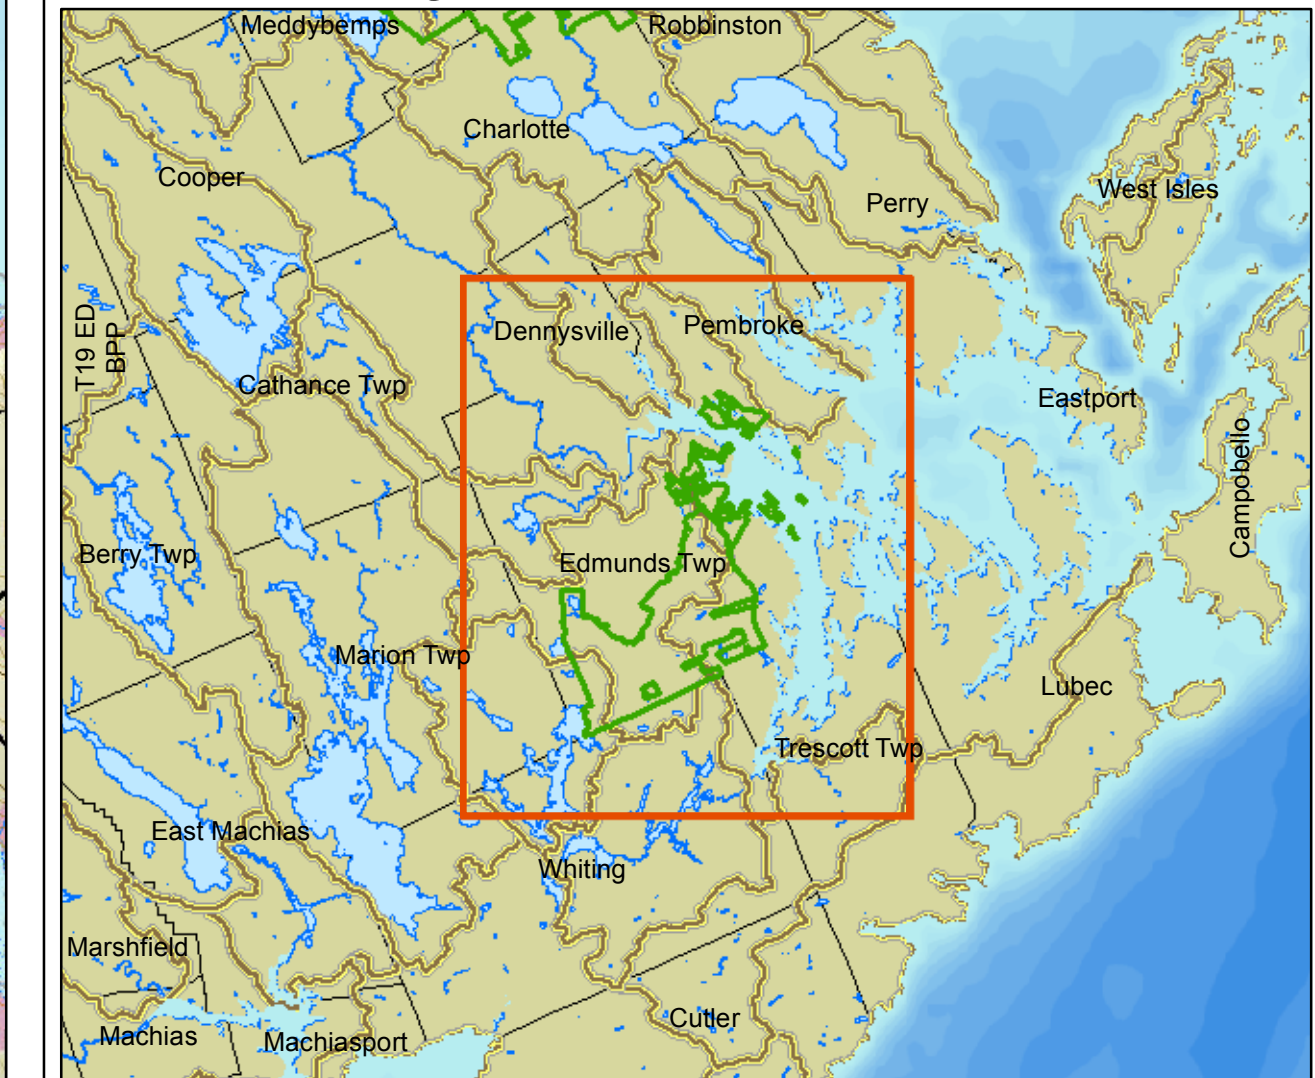 Meddybemps
Robbinston
Charlotte
Cooper
West Isles
Perry
T19 ED
BPP
Dennysville
Pembroke
Cathance Twp
Eastport
Campobello
Berry Twp
Edmunds Twp
Marion Twp
Lubec
Trescott Twp
East Machias
Whiting
Marshfield
Cutler
Machias
Machiasport